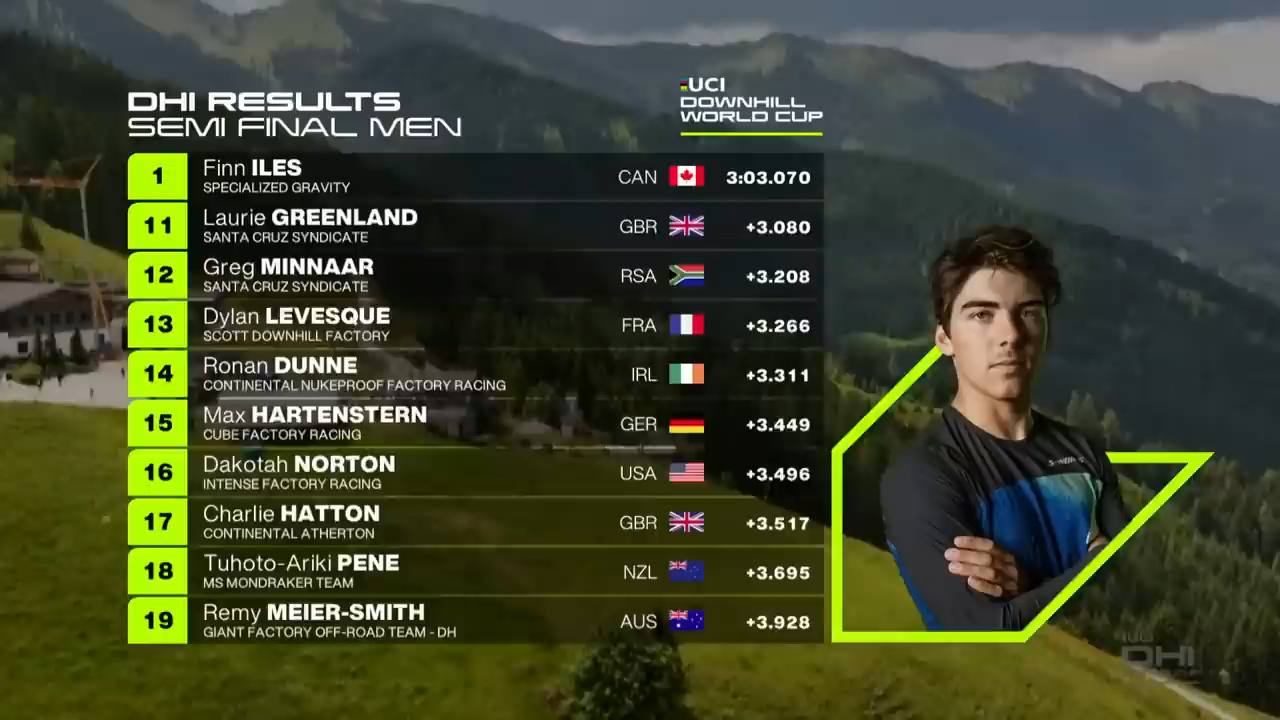 DHI RESULTS
SEMI FINAL MEN
UCI
DOWNHILL
WORLD CUP
1 Finn ILES CAN 3:03.070
SPECIALIZED GRAVITY
11 Laurie GREENLAND GBR +3.080
SANTA CRUZ SYNDICATE
12 Greg MINNAAR RSA +3.208
SANTA CRUZ SYNDICATE
13 Dylan LEVESQUE FRA +3.266
SCOTT DOWNHILL FACTORY
14 Ronan DUNNE IRL +3.311
CONTINENTAL NUKEPROOF FACTORY RACING
15 Max HARTENSTERN GER +3.449
CUBE FACTORY RACING
16 Dakotah NORTON USA +3.496
INTENSE FACTORY RACING
17 Charlie HATTON GBR +3.517
CONTINENTAL ATHERTON
18 Tuhoto-Ariki PENE NZL +3.695
MS MONDRAKER TEAM
19 Remy MEIER-SMITH AUS +3.928
GIANT FACTORY OFF-ROAD TEAM - DH
DHI